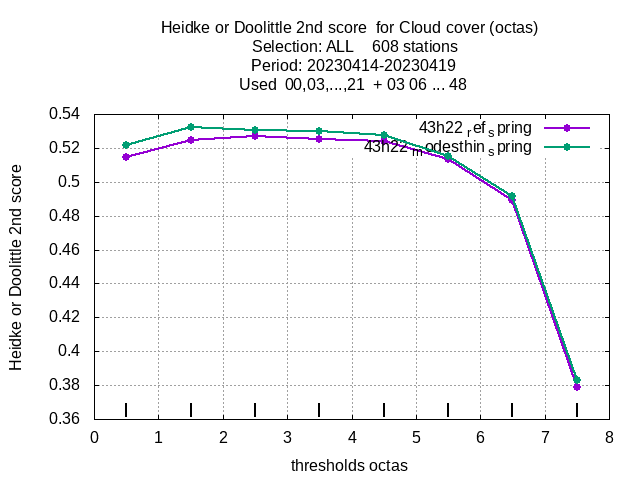 Heidke or Doolittle 2nd score  for Cloud cover (octas)
Selection: ALL    608 stations
Period: 20230414-20230419
Used  00,03,...,21  + 03 06 ... 48
43h22 ref spring
43h22 modesthin spring
Heidke or Doolittle 2nd score
0.54
0.52
0.5
0.48
0.46
0.44
0.42
0.4
0.38
0.36
0 1 2 3 4 5 6 7 8
thresholds octas